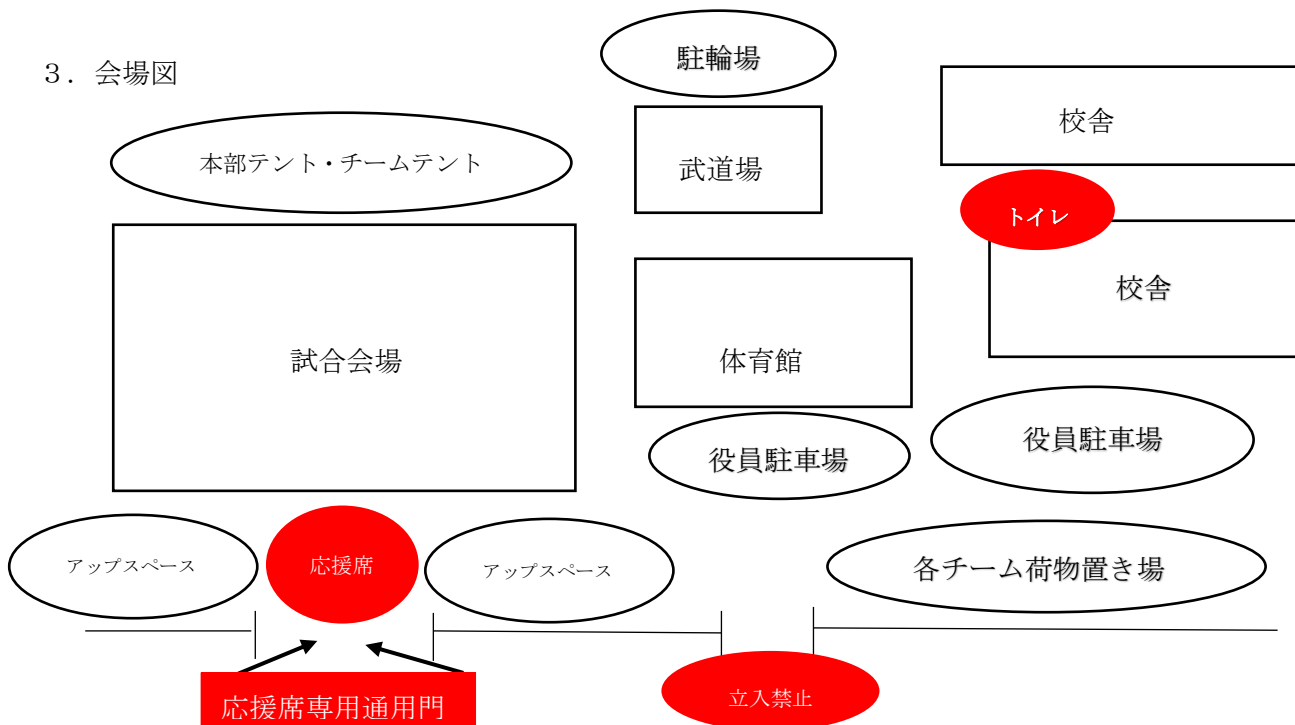 3．会場図
駐輪場
校舎
本部テント・チームテント
武道場
トイレ
校舎
試合会場
体育館
役員駐車場
役員駐車場
アップスペース
応援席
アップスペース
各チーム荷物置き場
応援席専用通用門
立入禁止